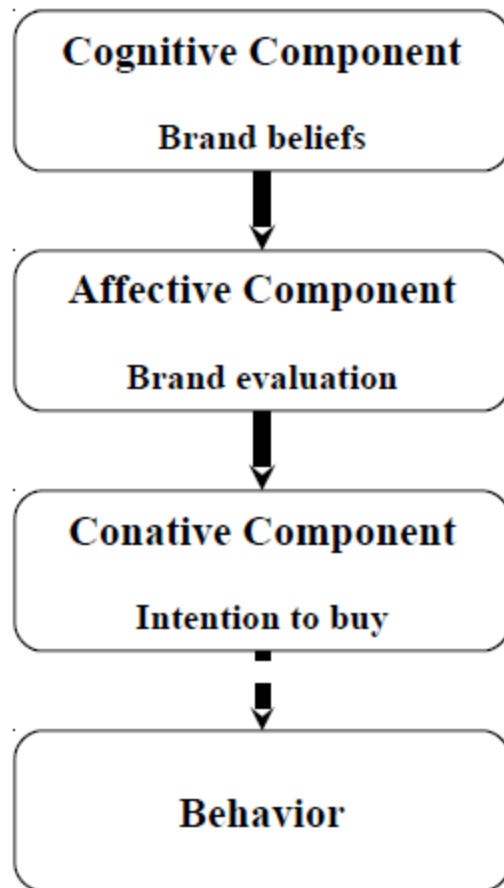 Cognitive Component
Brand beliefs
Affective Component
Brand evaluation
Conative Component
Intention to buy
Behavior